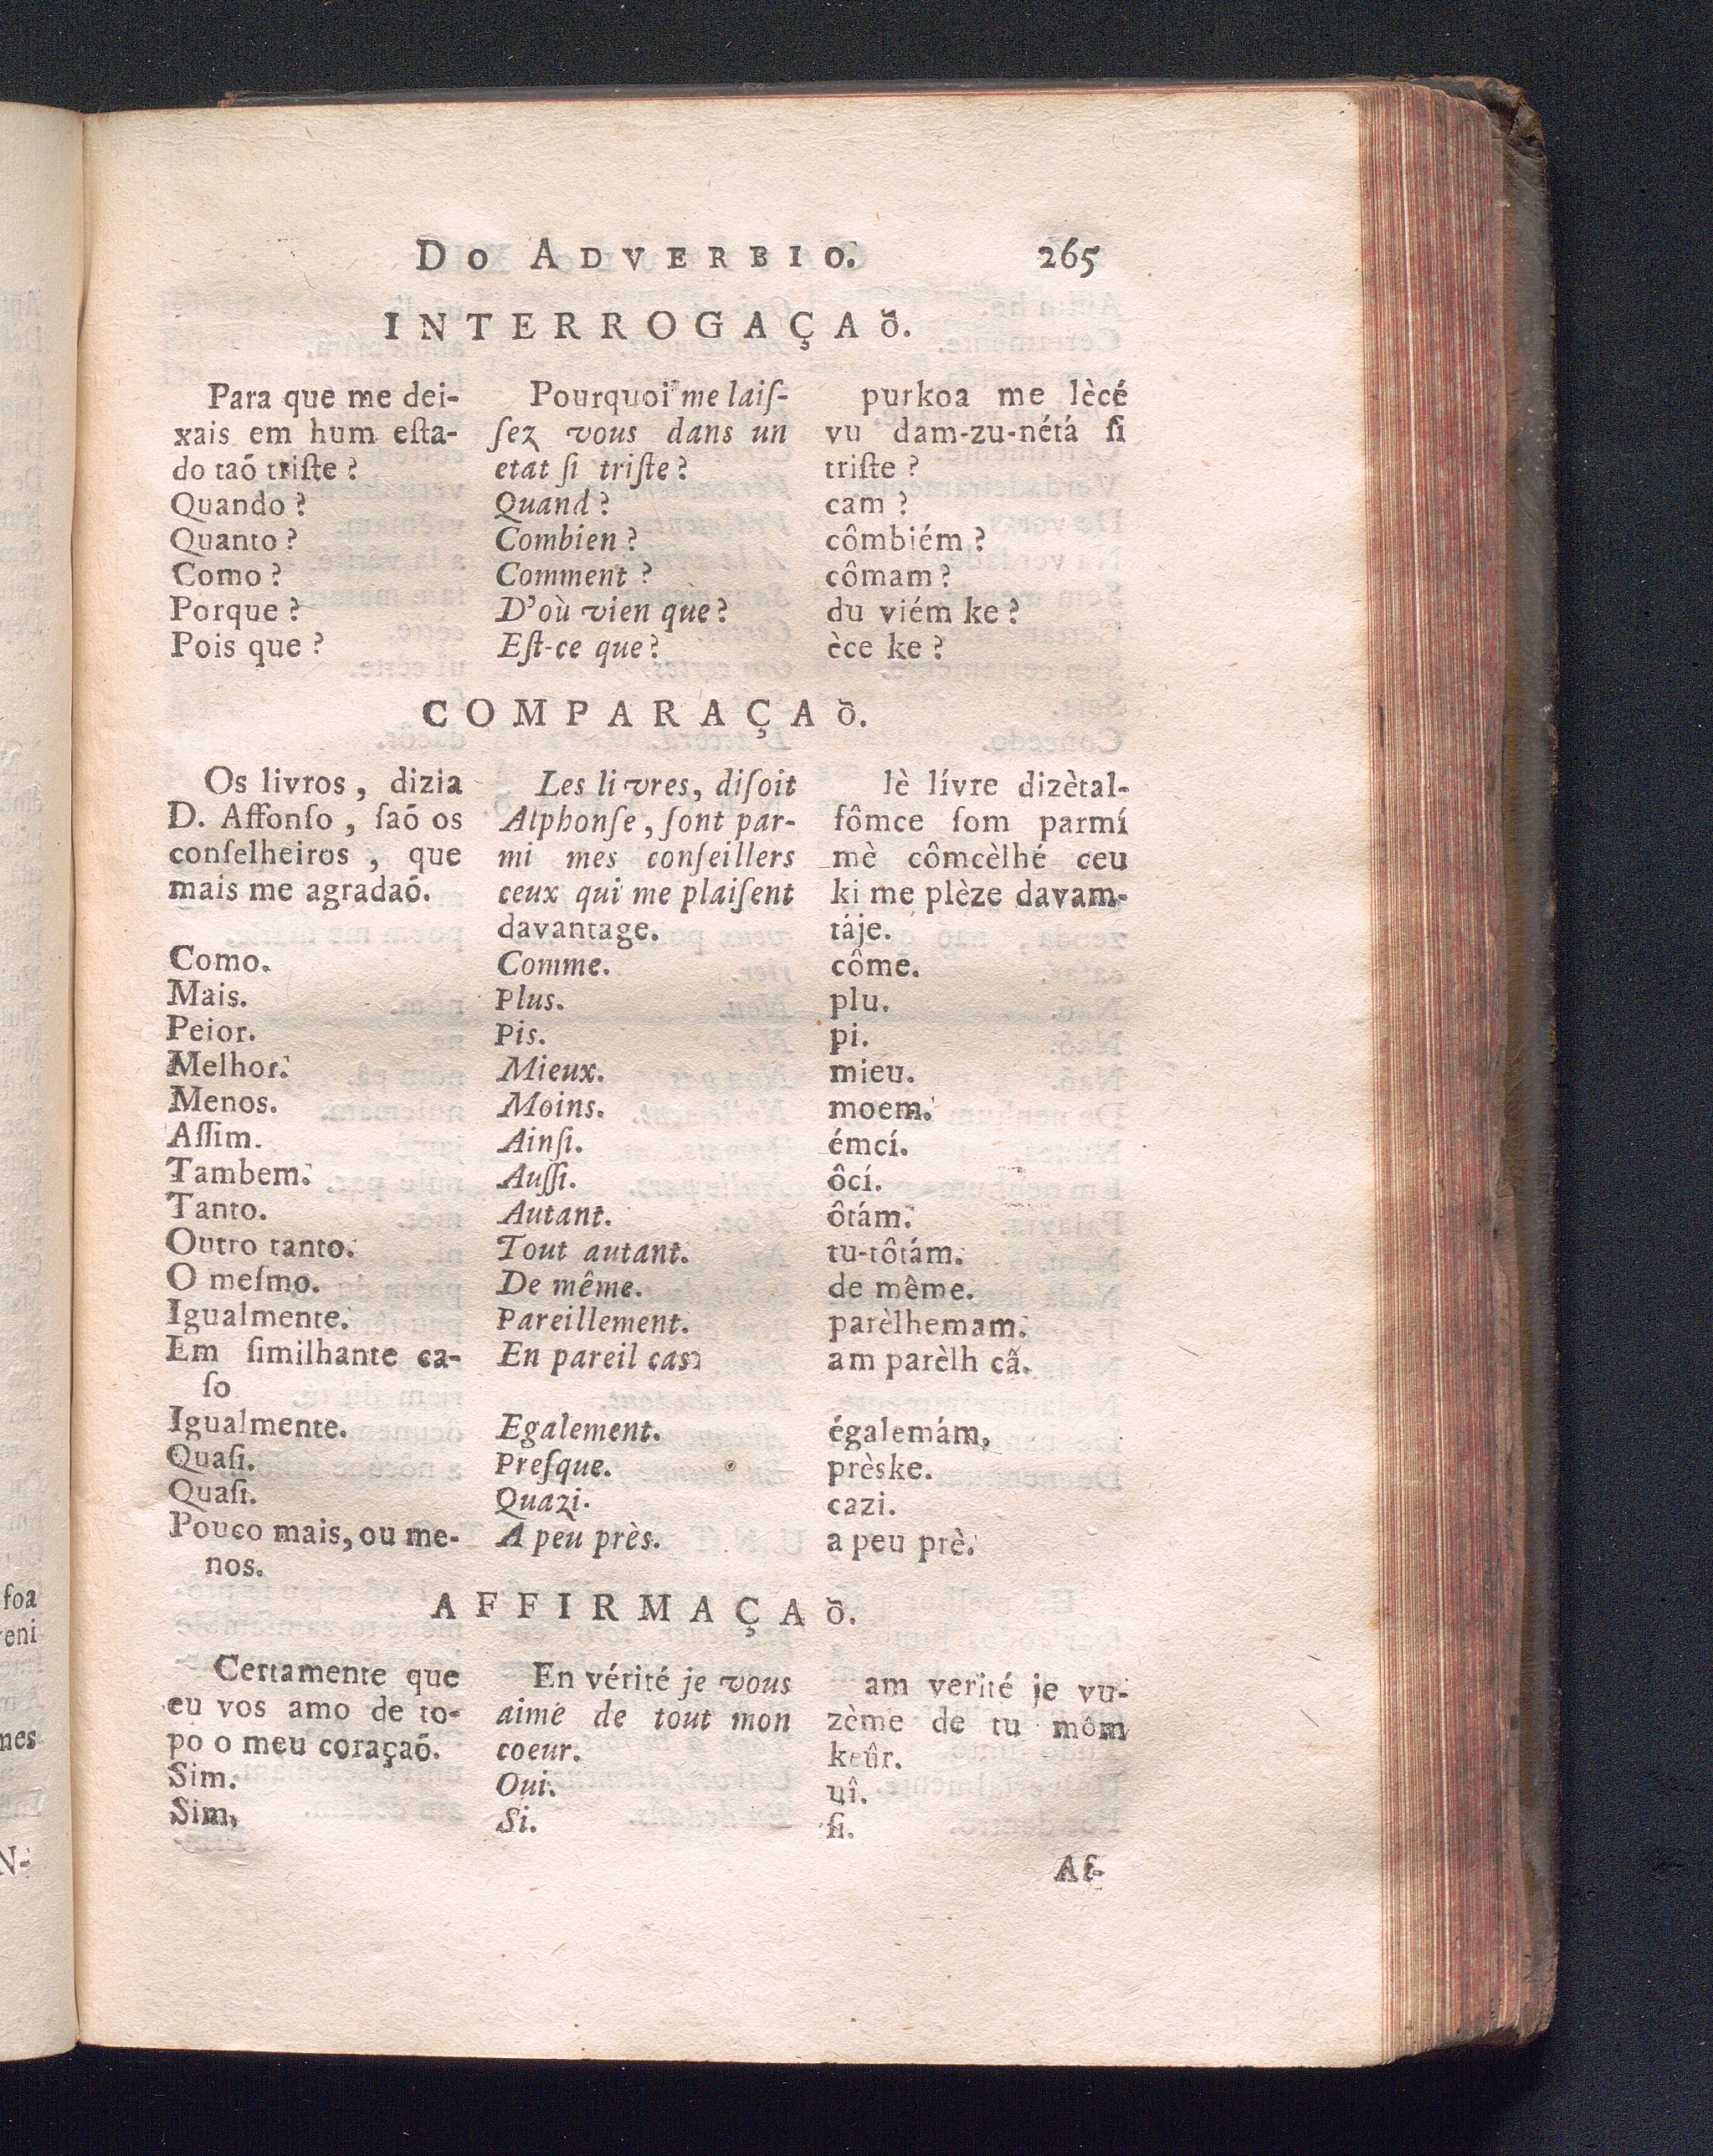 DO ADVERBIO. 265
INTERROGAÇAÕ.
Para que me dei- Pourquoi me laiſ- purkoa me lècé
xais em hum eſta- ſez vous dans un vu dam-zu-nétá ſi
do taõ triſte? etat ſi triſte? triſte?
Quando? Quand? cam?
Quanto? Combien? cômbiém?
Como? Comment? cômam?
Porque? D'où vien que? du viém ke?
Pois que? Eſt-ce que? èce ke?
COMPARAÇAÕ.
Os livros, dizia Les livres, diſoit lè lívre dizètal-
D. Affonſo, ſaõ os Alphonſe, ſont par- fômce ſom parmí
conſelheiros, que mi mes conſeillers mè cômcèlhé ceu
mais me agradaõ. ceux qui me plaiſent ki me plèze davam-
davantage. táje.
Como. Comme. côme.
Mais. Plus. plu.
Peior. Pis. pi.
Melhor. Mieux. mieu.
Menos. Moins. moem.
Aſſim. Ainſi. émcí.
Tambem. Auſſi. ôcí.
Tanto. Autant. ôtám.
Outro tanto. Tout autant. tu-tôtám.
O meſmo. De même. de même.
Igualmente. Pareillement. parèlhemam.
Em ſimilhante ca- En pareil cas am parèlh câ.
ſo
Igualmente. Egalement. égalemám.
Quaſi. Preſque. prèske.
Quaſi. Quazi. cazi.
Pouco mais, ou me- A peu près. a peu prè.
nos.
AFFIRMAÇAÕ.
Certamente que En vérité je vous am verité je vu-
eu vos amo de to- aime de tout mon zème de tu môm
po o meu coraçaõ. coeur. keûr.
Sim. Oui. uî.
Sim. Si. ſi.
Af-
foa
eni
mes
N-